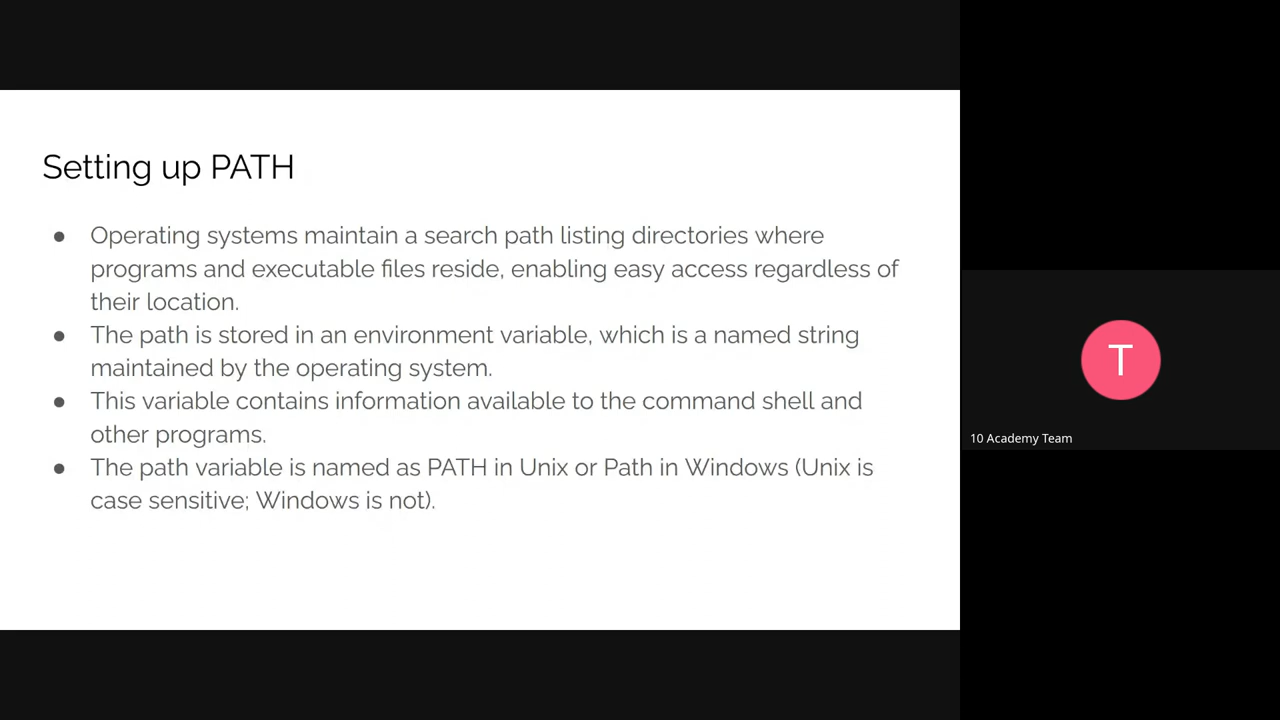 Setting up PATH
● Operating systems maintain a search path listing directories where
programs and executable files reside, enabling easy access regardless of
their location.
● The path is stored in an environment variable, which is a named string
maintained by the operating system.
● This variable contains information available to the command shell and
other programs.
● The path variable is named as PATH in Unix or Path in Windows (Unix is
case sensitive; Windows is not).
T
10 Academy Team